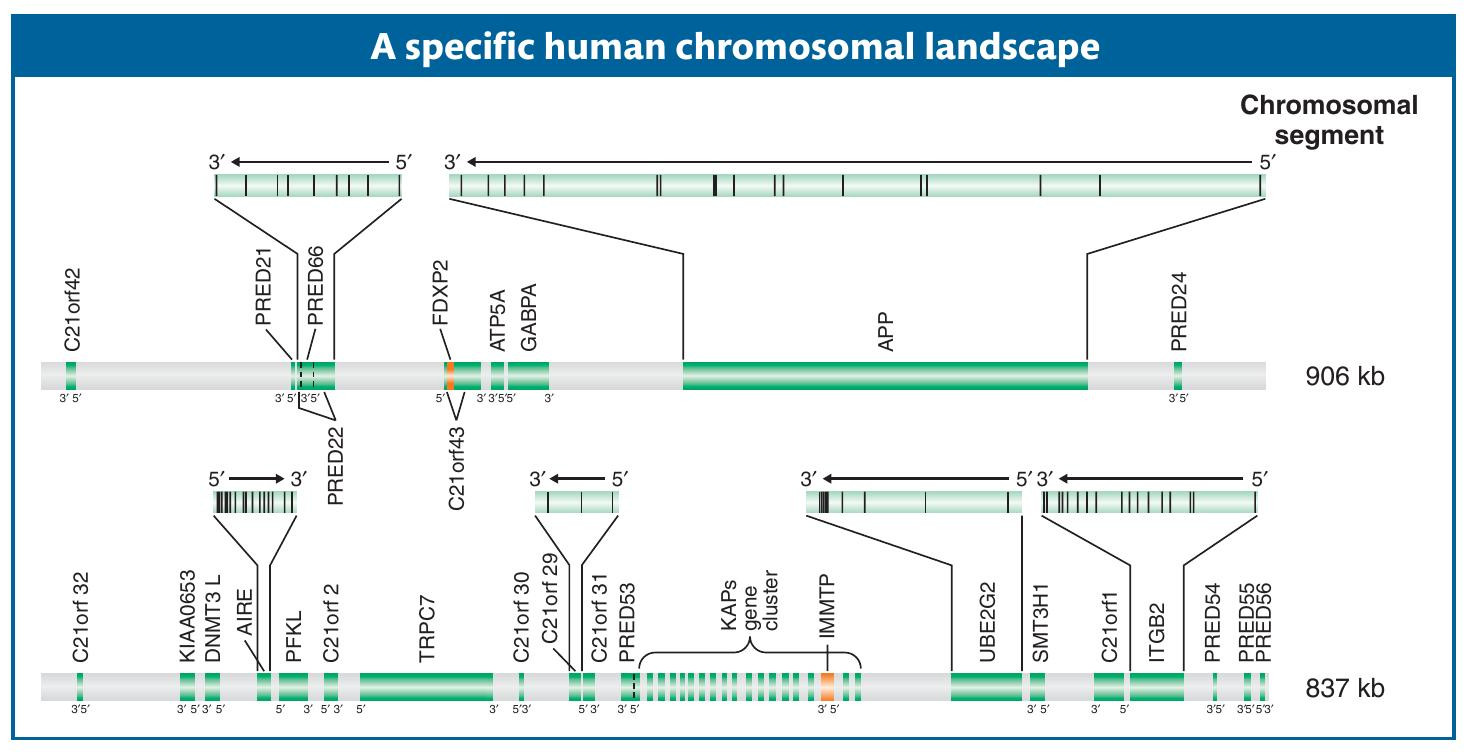 A specific human chromosomal landscape
Chromosomal
segment
3′ 5′ 3′ 5′
C21orf42
PRED21
PRED66
FDXP2
ATP5A
GABPA
APP
PRED24
906 kb
3′ 5′ 3′ 5′ 3′5′ 5′ 3′ 3′5′5′ 3′ 3′5′
PRED22
C21orf43
5′ 3′ 3′ 5′ 3′ 5′ 3′ 5′
C21orf 32
KIAA0653
DNMT3 L
AIRE
PFKL
C21orf 2
TRPC7
C21orf 30
C21orf 29
C21orf 31
PRED53
KAPs
gene
cluster
IMMTP
UBE2G2
SMT3H1
C21orf1
ITGB2
PRED54
PRED55
PRED56
837 kb
3′5′ 3′ 5′ 3′ 5′ 5′ 3′ 5′ 3′ 5′ 3′ 5′3′ 5′ 3′ 3′ 5′ 3′ 5′ 3′ 5′ 3′ 5′ 3′5′ 3′5′ 5′3′